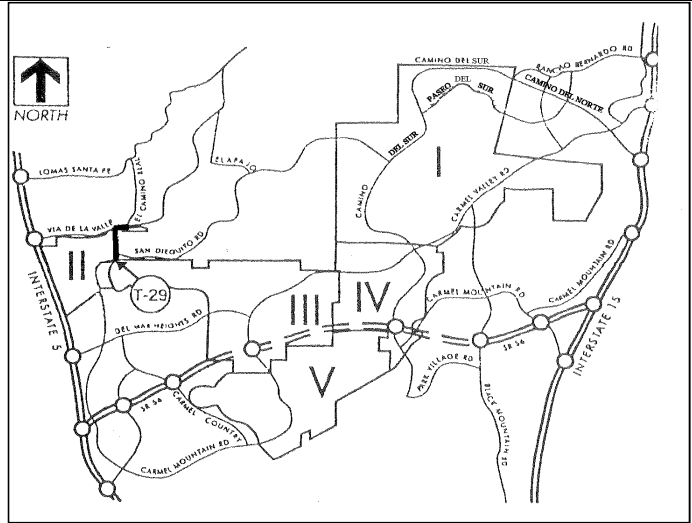 NORTH
CAMINO DEL SUR
RANCHO BERNARDO RD
CAMINO DEL NORTE
PASEO DEL SUR
DEL SUR
CAMINO
I
CARMEL VALLEY RD
LOMAS SANTA FE
EL CAMINO REAL
EL APAJO
VIA DE LA VALLE
SAN DIEGUITO RD
II
T-29
INTERSTATE 5
DEL MAR HEIGHTS RD
III
IV
V
CARMEL MOUNTAIN RD
CARMEL MOUNTAIN RD
SR 56
INTERSTATE 15
PARK VILLAGE RD
BLACK MOUNTAIN RD
SR 56
CARMEL COUNTRY
CARMEL MOUNTAIN RD